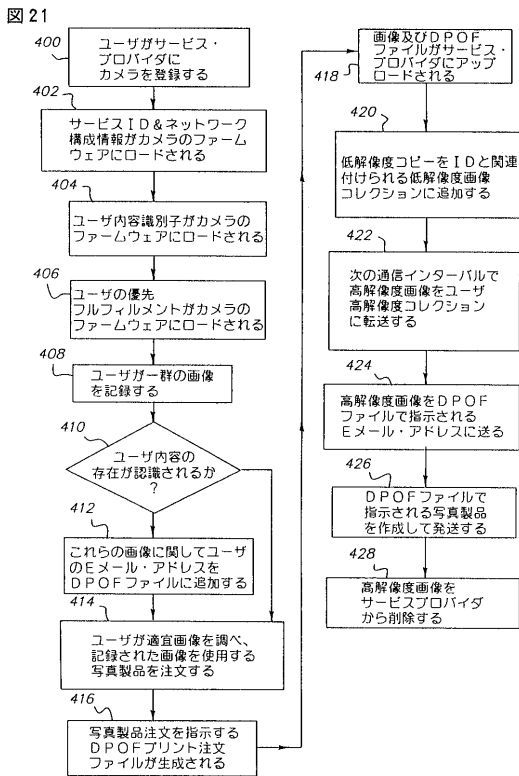 図21
400
ユーザがサービス・
プロバイダに
カメラを登録する
402
サービスID&ネットワーク
構成情報がカメラのファーム
ウェアにロードされる
404
ユーザ内容識別子がカメラの
ファームウェアにロードされる
406
ユーザの優先
フルフィルメントがカメラの
ファームウェアにロードされる
408
ユーザが一群の画像
を記録する
410
ユーザ内容の
存在が認識されるか
?
412
これらの画像に関してユーザ
のEメール・アドレスを
DPOFファイルに追加する
414
ユーザが適宜画像を調べ、
記録された画像を使用する
写真製品を注文する
416
写真製品注文を指示する
DPOFプリント注文
ファイルが生成される
418
画像及びDPOF
ファイルがサービス・
プロバイダにアップ
ロードされる
420
低解像度コピーをIDと関連
付けられる低解像度画像
コレクションに追加する
422
次の通信インターバルで
高解像度画像をユーザ
高解像度コレクション
に転送する
424
高解像度画像をDPOF
ファイルで指示される
Eメール・アドレスに送る
426
DPOFファイルで
指示される写真製品
を作成して発送する
428
高解像度画像を
サービスプロバイダ
から削除する